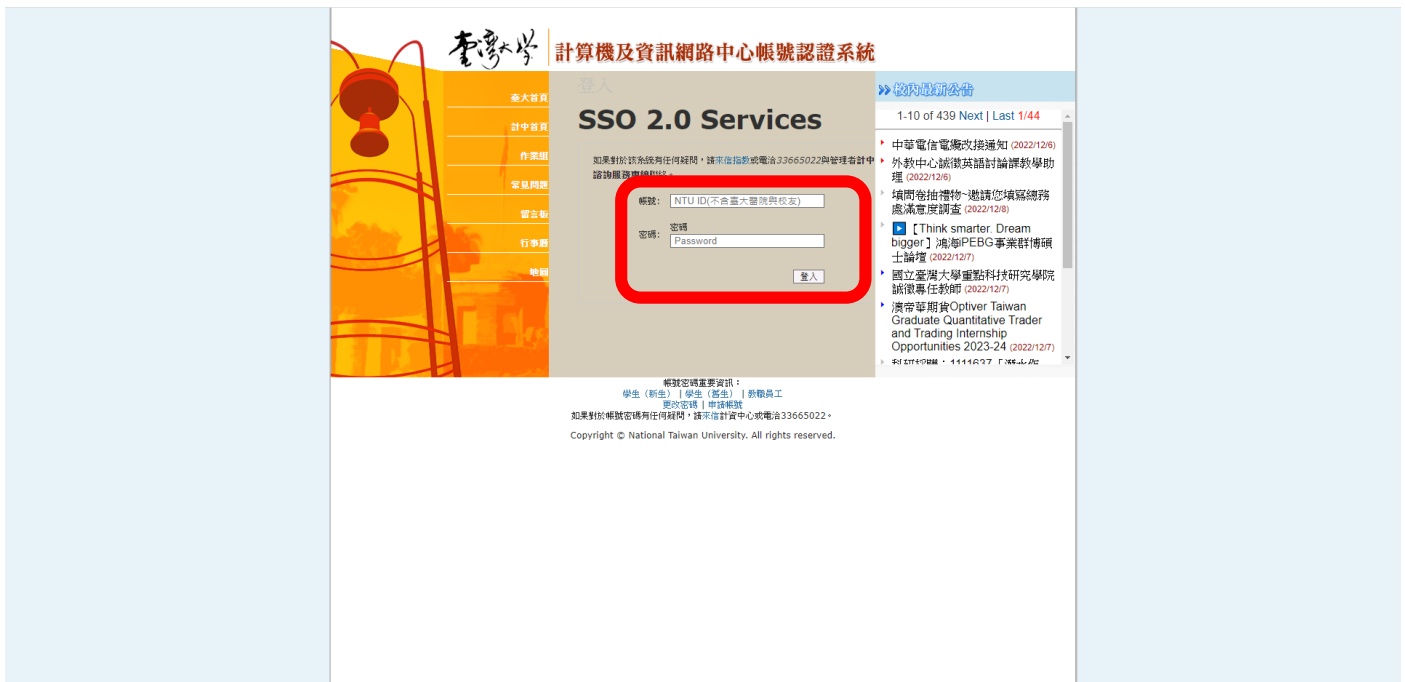 臺灣大學
計算機及資訊網路中心帳號認證系統
臺大首頁
計中首頁
作業組
常見問題
留言板
行事曆
地圖
登入
SSO 2.0 Services
如果對於該系統有任何疑問,請來信指教或電洽33665022與管理者計中
諮詢服務專線聯絡。
帳號:
NTU ID(不含臺大醫院與校友)
密碼:
密碼
Password
登入
校內最新公告
1-10 of 439 Next | Last 1/44
中華電信電纜改接通知 (2022/12/6)
外教中心誠徵英語討論課教學助
理 (2022/12/6)
填問卷抽禮物~邀請您填寫總務
處滿意度調查 (2022/12/8)
【Think smarter. Dream
bigger】鴻海PEBG事業群博碩
士論壇 (2022/12/7)
國立臺灣大學重點科技研究學院
誠徵專任教師 (2022/12/7)
澳帝華期貨Optiver Taiwan
Graduate Quantitative Trader
and Trading Internship
Opportunities 2023-24 (2022/12/7)
帳號密碼重要資訊:
學生(新生) | 學生(舊生) | 教職員工
更改密碼 | 申請帳號
如果對於帳號密碼有任何疑問,請來信計資中心或電洽33665022。
Copyright © National Taiwan University. All rights reserved.